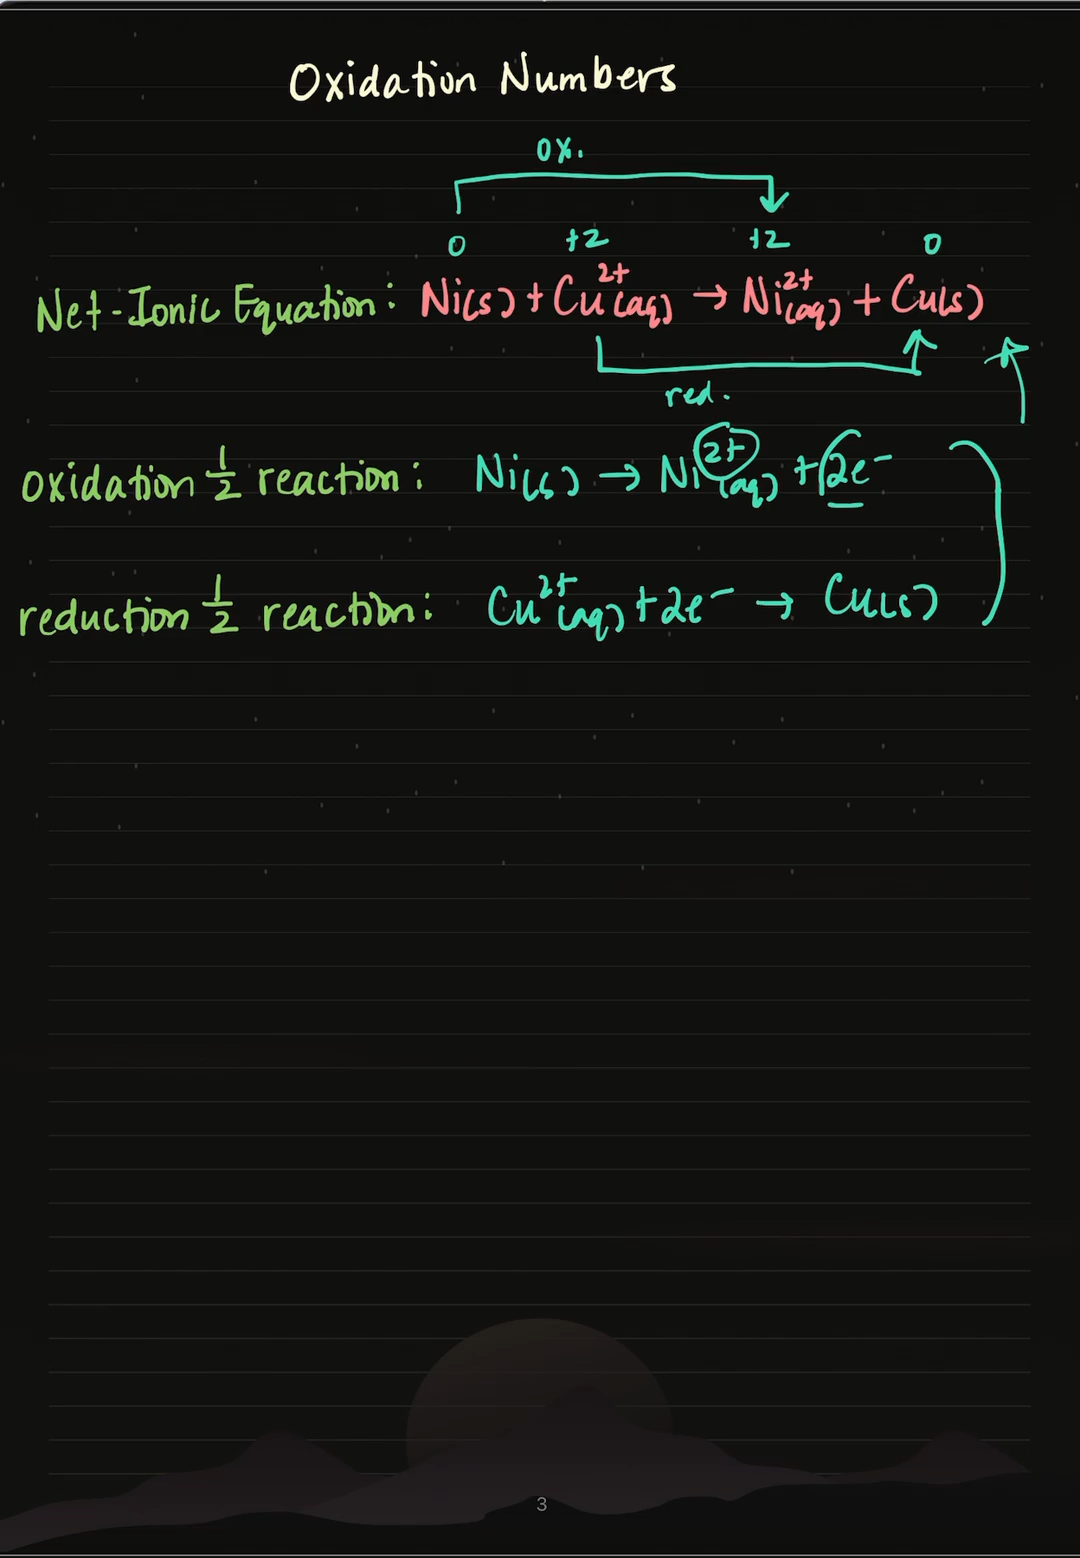 Oxidation Numbers
ox.
0 +2 +2 0
Net-Ionic Equation: Ni(s) + Cu²⁺(aq) → Ni²⁺(aq) + Cu(s)
red.
oxidation ½ reaction: Ni(s) → Ni²⁺(aq) + 2e⁻
reduction ½ reaction: Cu²⁺(aq) + 2e⁻ → Cu(s)
3